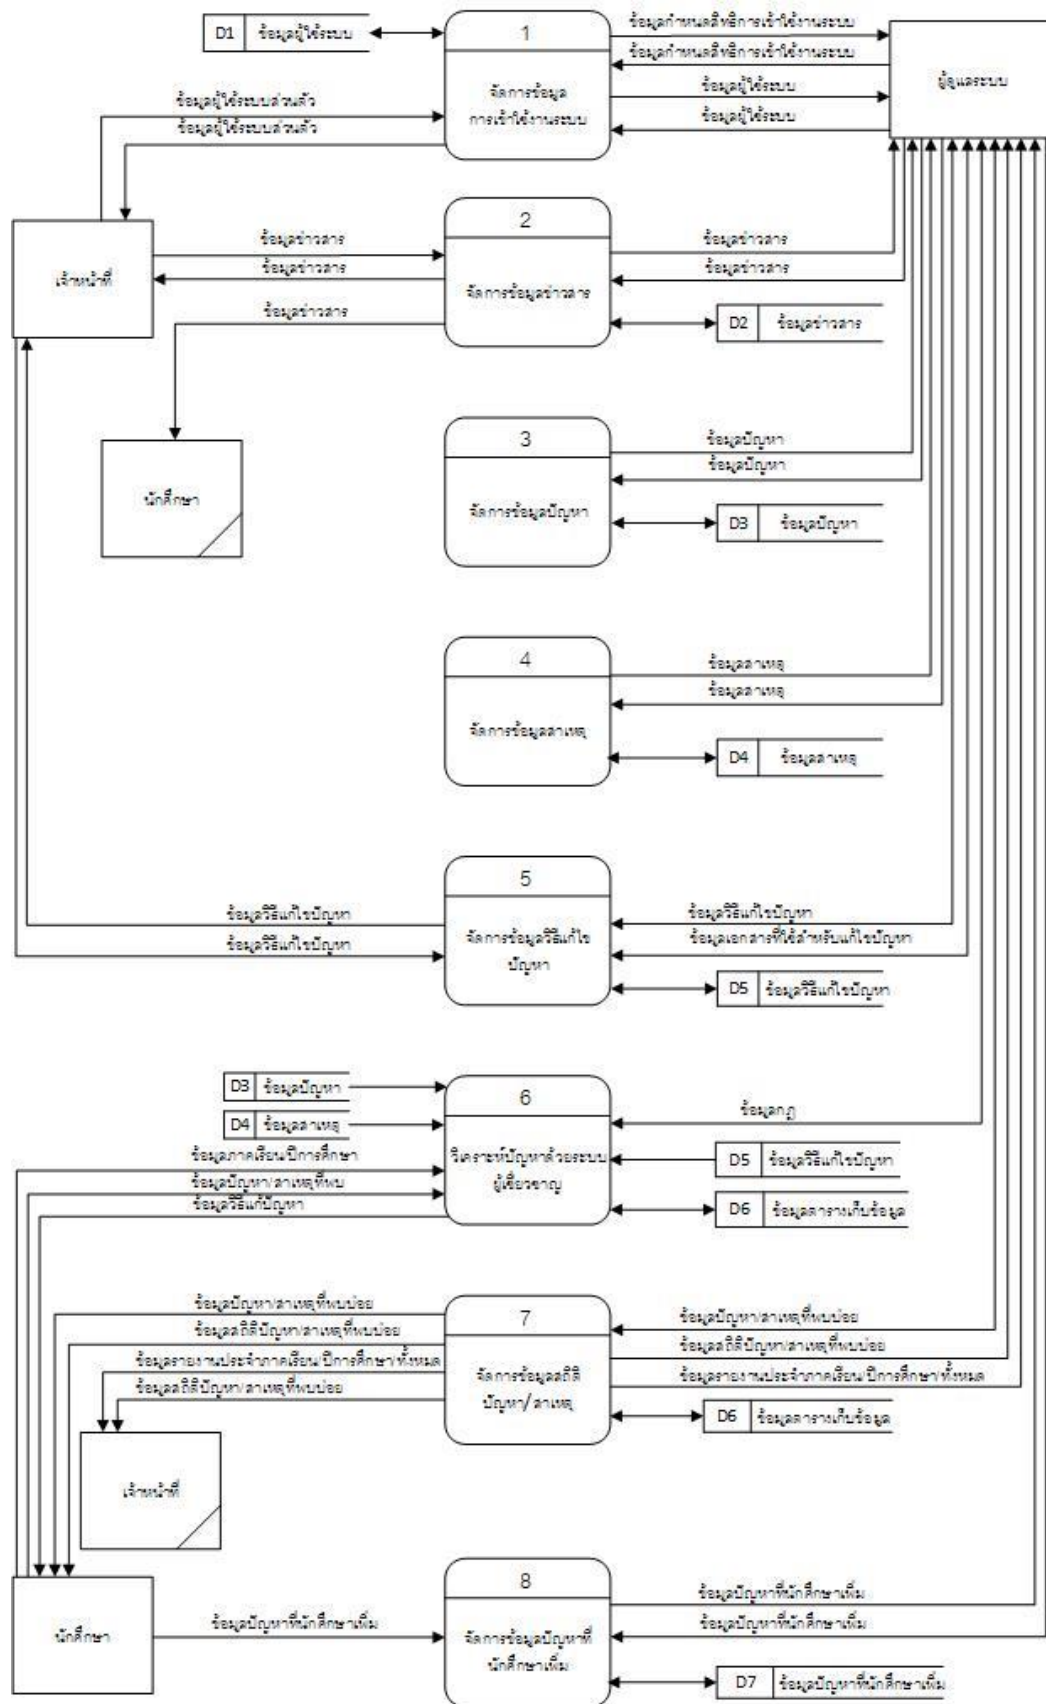 D1 ข้อมูลผู้ใช้ระบบ
1
จัดการข้อมูล
การเข้าใช้งานระบบ
ข้อมูลกำหนดสิทธิการเข้าใช้งานระบบ
ข้อมูลกำหนดสิทธิการเข้าใช้งานระบบ
ข้อมูลผู้ใช้ระบบ
ข้อมูลผู้ใช้ระบบ
ผู้ดูแลระบบ
ข้อมูลผู้ใช้ระบบส่วนตัว
ข้อมูลผู้ใช้ระบบส่วนตัว
เจ้าหน้าที่
ข้อมูลข่าวสาร
ข้อมูลข่าวสาร
ข้อมูลข่าวสาร
2
จัดการข้อมูลข่าวสาร
ข้อมูลข่าวสาร
ข้อมูลข่าวสาร
D2 ข้อมูลข่าวสาร
นักศึกษา
3
จัดการข้อมูลปัญหา
ข้อมูลปัญหา
ข้อมูลปัญหา
D3 ข้อมูลปัญหา
4
จัดการข้อมูลสาเหตุ
ข้อมูลสาเหตุ
ข้อมูลสาเหตุ
D4 ข้อมูลสาเหตุ
ข้อมูลวิธีแก้ไขปัญหา
ข้อมูลวิธีแก้ไขปัญหา
5
จัดการข้อมูลวิธีแก้ไข
ปัญหา
ข้อมูลวิธีแก้ไขปัญหา
ข้อมูลเอกสารที่ใช้สำหรับแก้ไขปัญหา
D5 ข้อมูลวิธีแก้ไขปัญหา
D3 ข้อมูลปัญหา
D4 ข้อมูลสาเหตุ
ข้อมูลภาคเรียน/ปีการศึกษา
ข้อมูลปัญหา/สาเหตุที่พบ
ข้อมูลวิธีแก้ปัญหา
6
วิเคราะห์ปัญหาด้วยระบบ
ผู้เชี่ยวชาญ
ข้อมูลกฎ
D5 ข้อมูลวิธีแก้ไขปัญหา
D6 ข้อมูลตารางเก็บข้อมูล
ข้อมูลปัญหา/สาเหตุที่พบบ่อย
ข้อมูลสถิติปัญหา/สาเหตุที่พบบ่อย
ข้อมูลรายงานประจำภาคเรียน/ปีการศึกษา/ทั้งหมด
ข้อมูลสถิติปัญหา/สาเหตุที่พบบ่อย
7
จัดการข้อมูลสถิติ
ปัญหา/สาเหตุ
ข้อมูลปัญหา/สาเหตุที่พบบ่อย
ข้อมูลสถิติปัญหา/สาเหตุที่พบบ่อย
ข้อมูลรายงานประจำภาคเรียน/ปีการศึกษา/ทั้งหมด
D6 ข้อมูลตารางเก็บข้อมูล
เจ้าหน้าที่
นักศึกษา
ข้อมูลปัญหาที่นักศึกษาเพิ่ม
8
จัดการข้อมูลปัญหาที่
นักศึกษาเพิ่ม
ข้อมูลปัญหาที่นักศึกษาเพิ่ม
ข้อมูลปัญหาที่นักศึกษาเพิ่ม
D7 ข้อมูลปัญหาที่นักศึกษาเพิ่ม